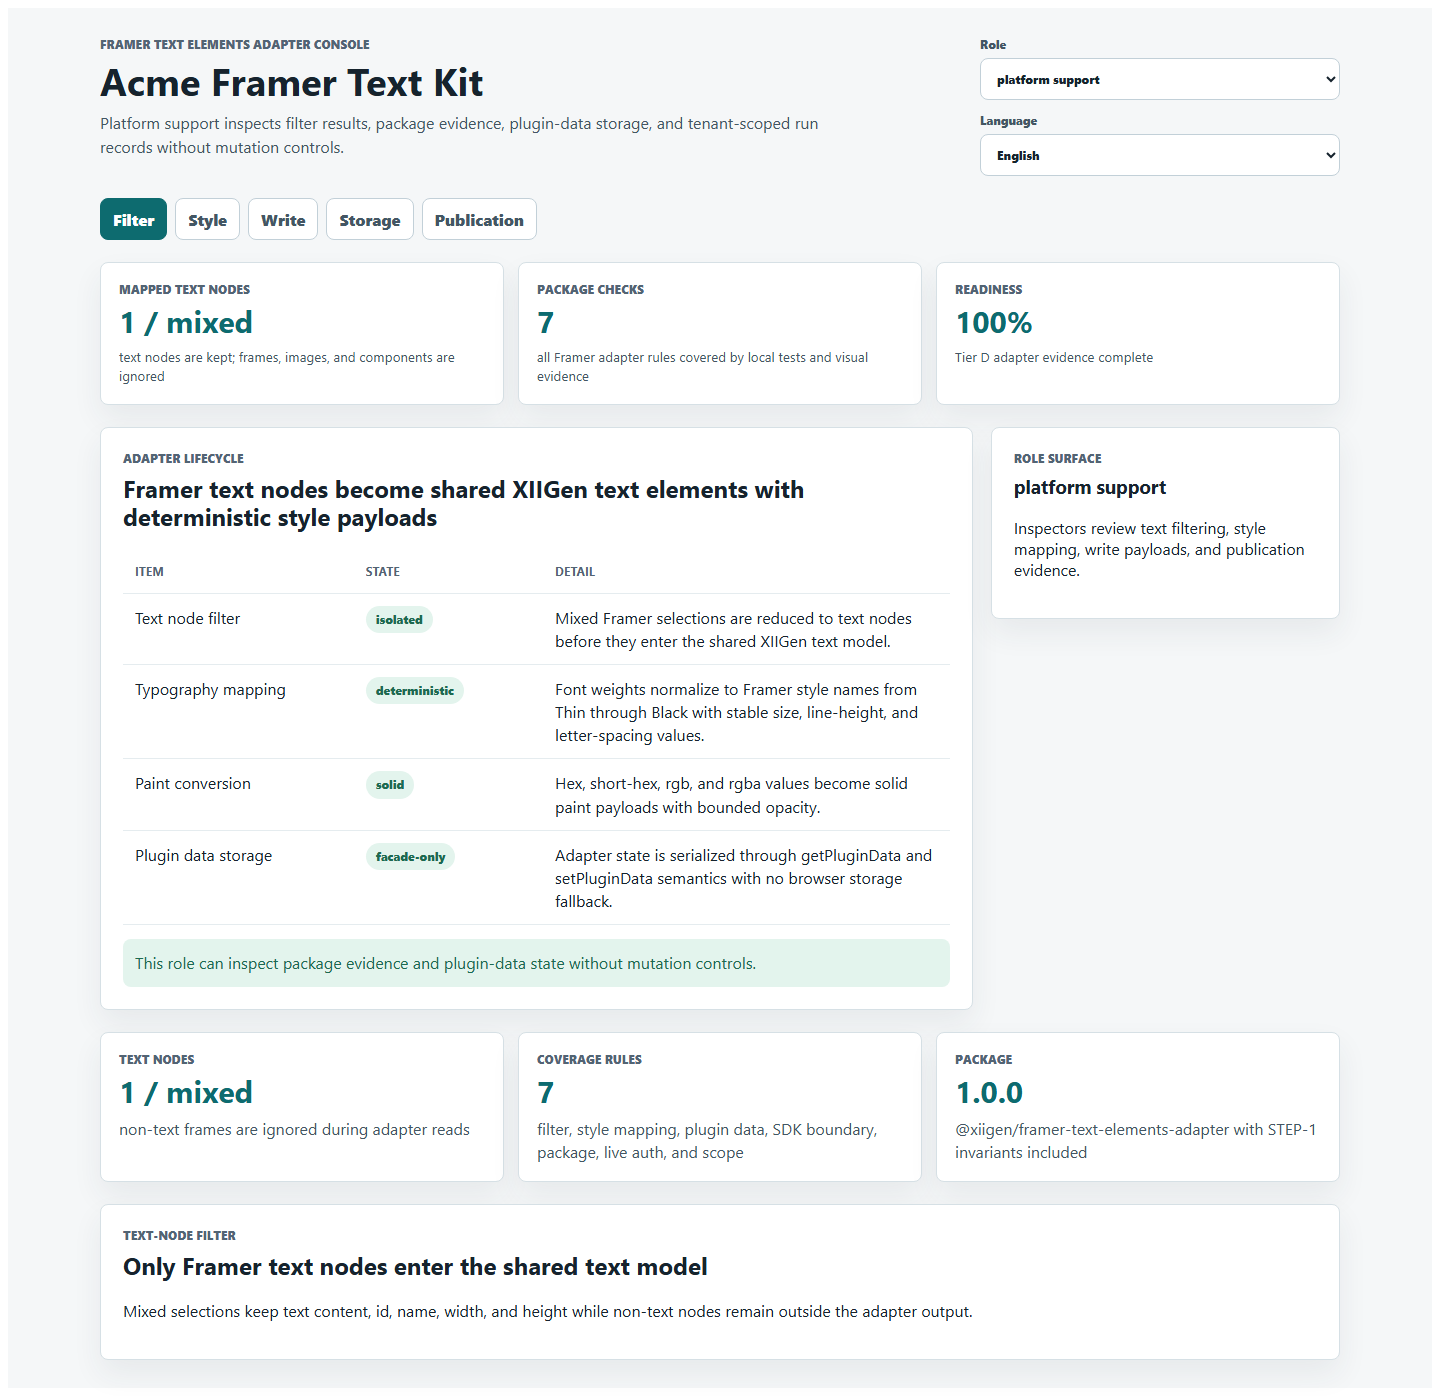 FRAMER TEXT ELEMENTS ADAPTER CONSOLE
Acme Framer Text Kit
Platform support inspects filter results, package evidence, plugin-data storage, and tenant-scoped run
records without mutation controls.
Role
platform support
Language
English
Filter
Style
Write
Storage
Publication
MAPPED TEXT NODES
1 / mixed
text nodes are kept; frames, images, and components are
ignored
PACKAGE CHECKS
7
all Framer adapter rules covered by local tests and visual
evidence
READINESS
100%
Tier D adapter evidence complete
ADAPTER LIFECYCLE
Framer text nodes become shared XIIGen text elements with
deterministic style payloads
ITEM STATE DETAIL
Text node filter
isolated
Mixed Framer selections are reduced to text nodes
before they enter the shared XIIGen text model.
Typography mapping
deterministic
Font weights normalize to Framer style names from
Thin through Black with stable size, line-height, and
letter-spacing values.
Paint conversion
solid
Hex, short-hex, rgb, and rgba values become solid
paint payloads with bounded opacity.
Plugin data storage
facade-only
Adapter state is serialized through getPluginData and
setPluginData semantics with no browser storage
fallback.
This role can inspect package evidence and plugin-data state without mutation controls.
ROLE SURFACE
platform support
Inspectors review text filtering, style
mapping, write payloads, and publication
evidence.
TEXT NODES
1 / mixed
non-text frames are ignored during adapter reads
COVERAGE RULES
7
filter, style mapping, plugin data, SDK boundary,
package, live auth, and scope
PACKAGE
1.0.0
@xiigen/framer-text-elements-adapter with STEP-1
invariants included
TEXT-NODE FILTER
Only Framer text nodes enter the shared text model
Mixed selections keep text content, id, name, width, and height while non-text nodes remain outside the adapter output.